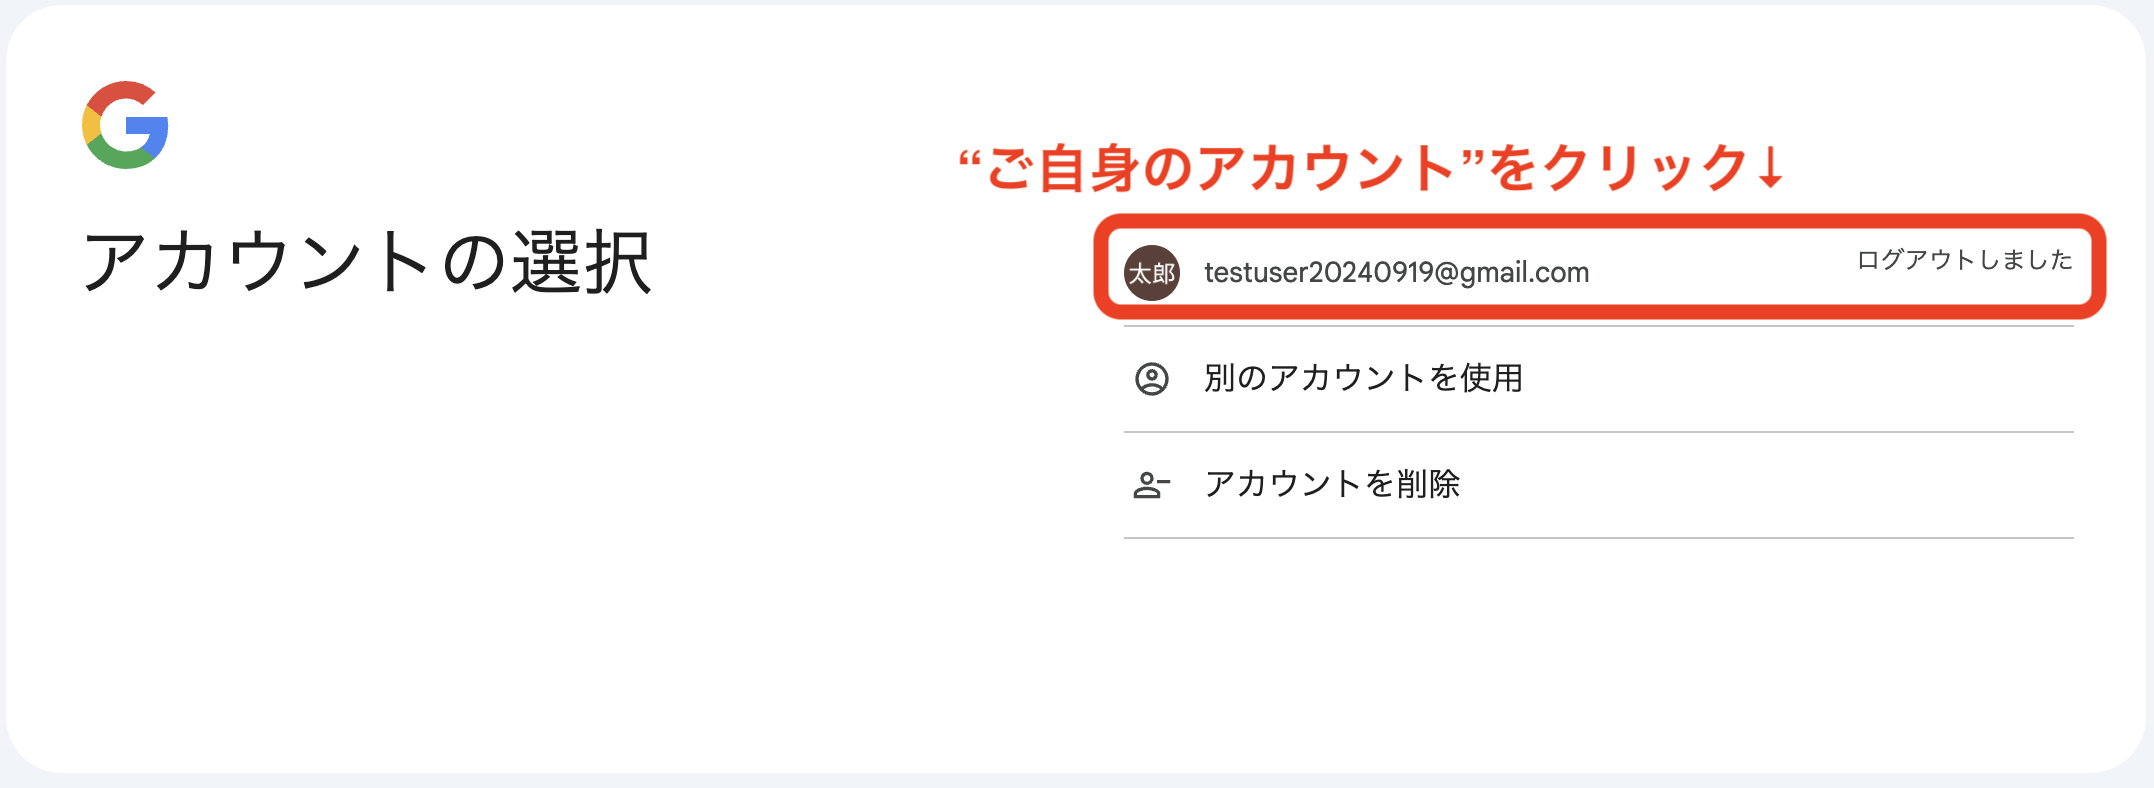 アカウントの選択
“ご自身のアカウント”をクリック↓
太郎 testuser20240919@gmail.com ログアウトしました
別のアカウントを使用
アカウントを削除